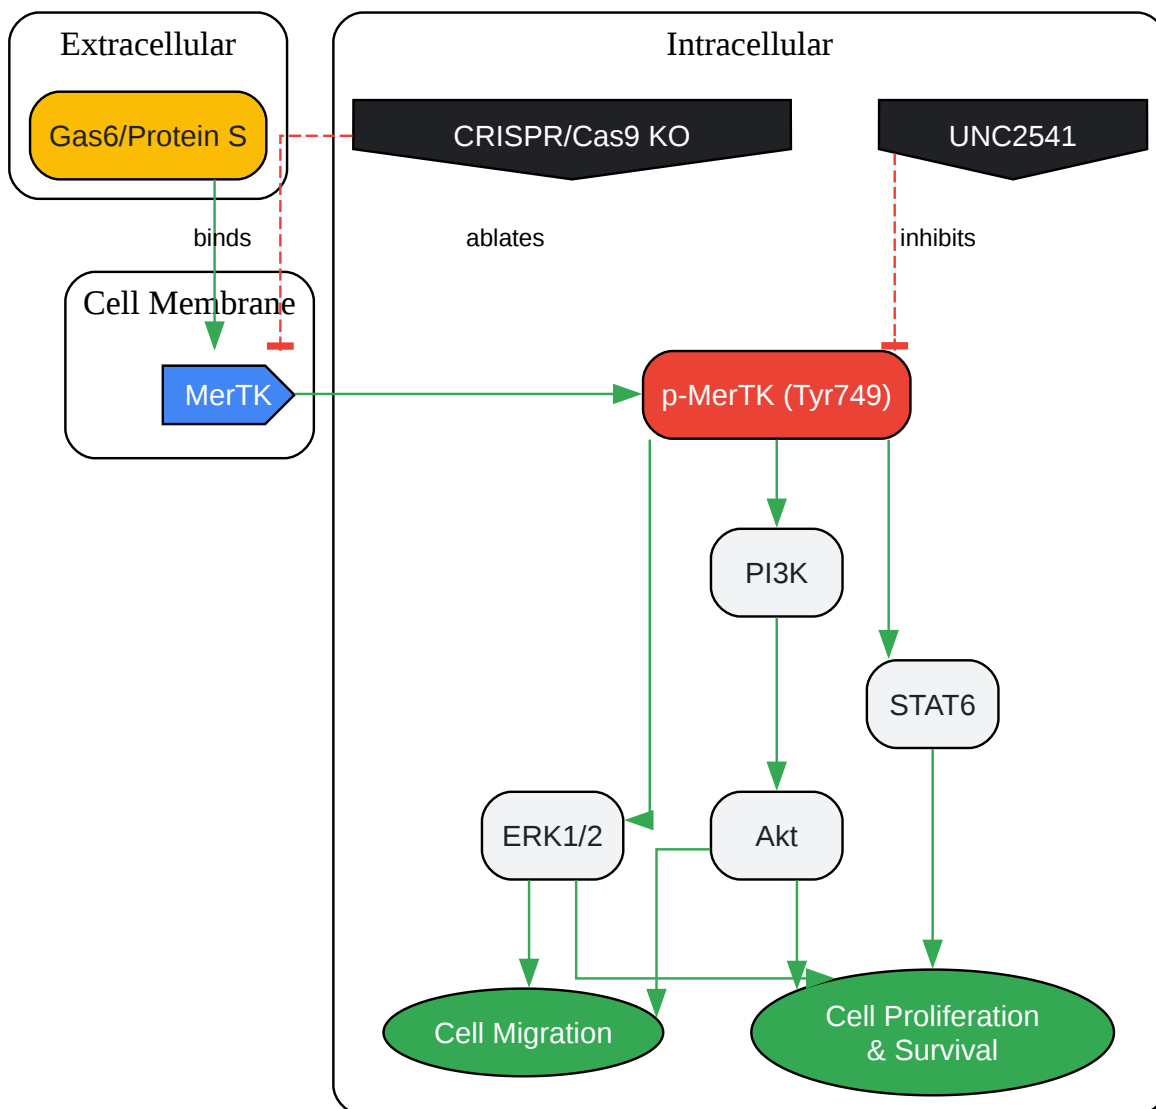 Extracellular
Intracellular
Gas6/Protein S
CRISPR/Cas9 KO
UNC2541
binds
ablates
inhibits
Cell Membrane
MerTK
p-MerTK (Tyr749)
PI3K
STAT6
ERK1/2
Akt
Cell Migration
Cell Proliferation
& Survival